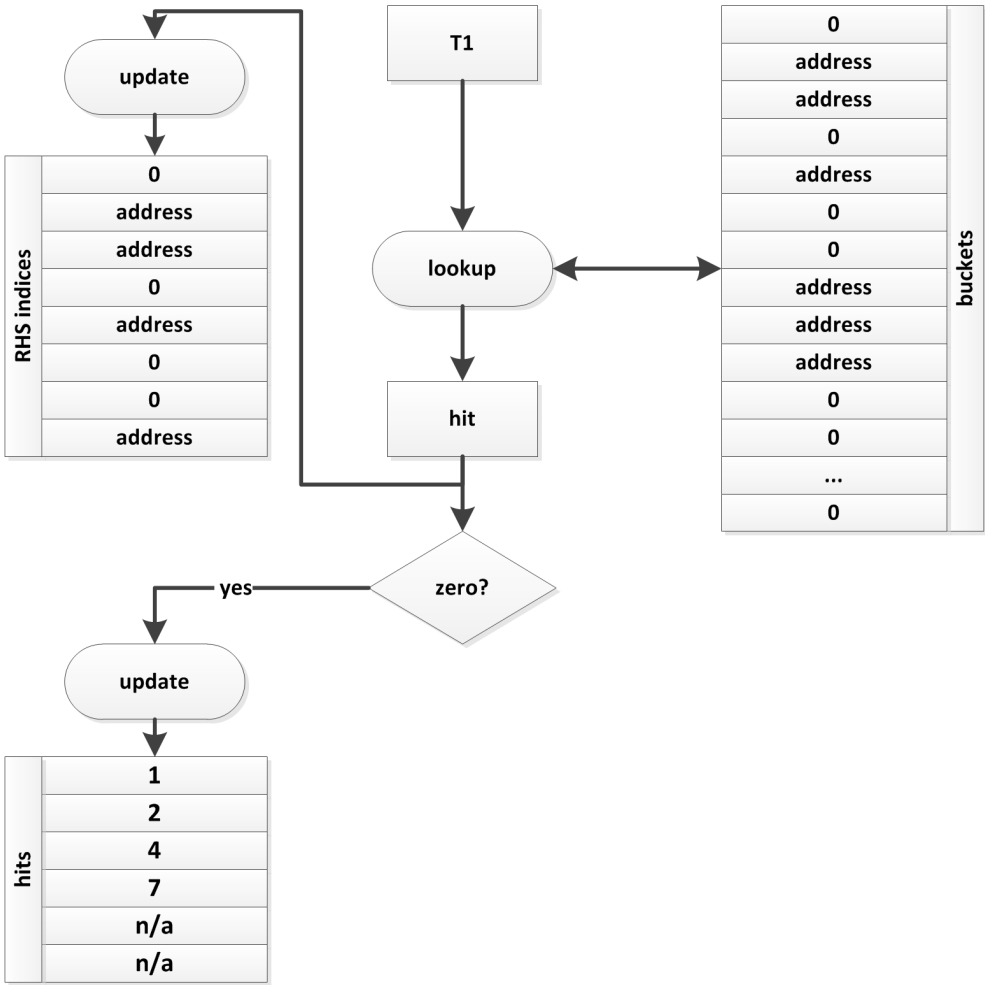 update
RHS indices
0
address
address
0
address
0
0
address
T1
lookup
hit
zero?
yes
update
hits
1
2
4
7
n/a
n/a
0
address
address
0
address
0
0
address
address
address
0
0
...
0
buckets